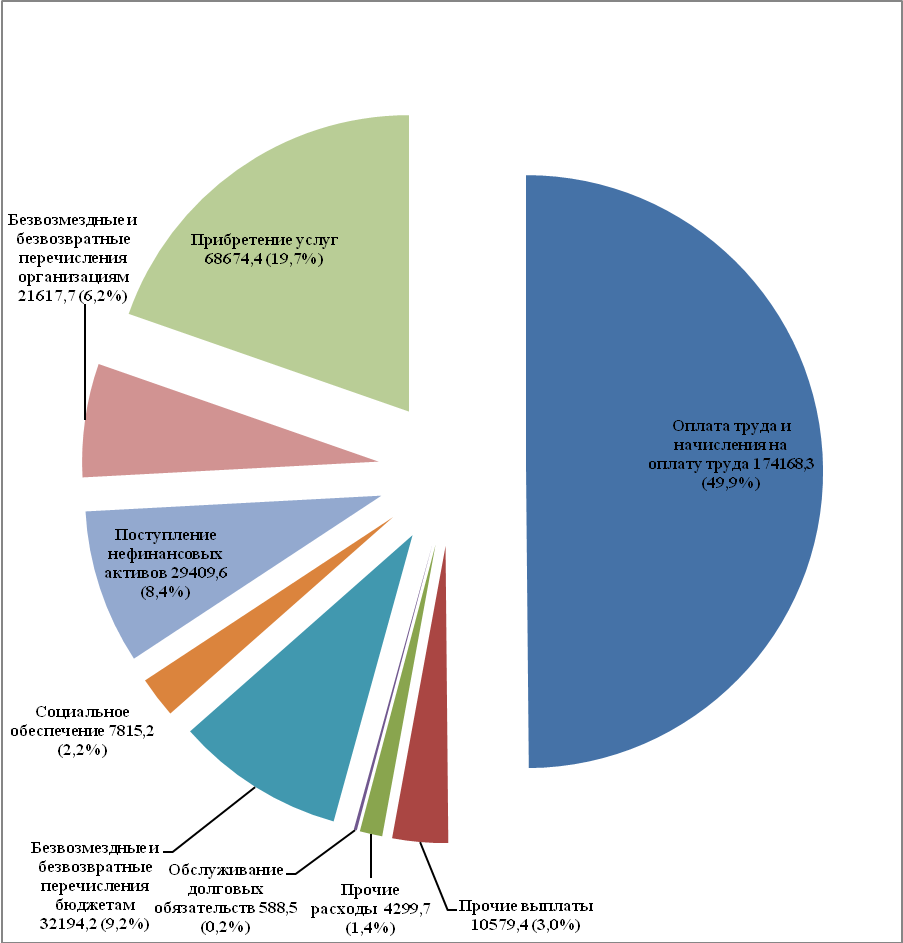 Безвозмездные и
безвозвратные
перечисления
организациям
21617,7 (6,2%)
Прибретение услуг
68674,4 (19,7%)
Оплата труда и
начисления на
оплату труда 174168,3
(49,9%)
Поступление
нефинансовых
активов 29409,6
(8,4%)
Социальное
обеспечение 7815,2
(2,2%)
Безвозмездные и
безвозвратные
перечисления
бюджетам
32194,2 (9,2%)
Обслуживание
долговых
обязательств 588,5
(0,2%)
Прочие
расходы 4299,7
(1,4%)
Прочие выплаты
10579,4 (3,0%)